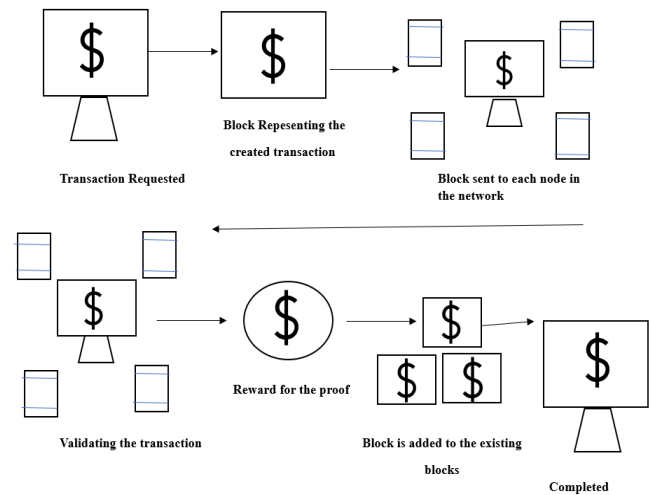 Transaction Requested
Block Repesenting the
created transaction
Block sent to each node in
the network
Validating the transaction
Reward for the proof
Block is added to the existing
blocks
Completed